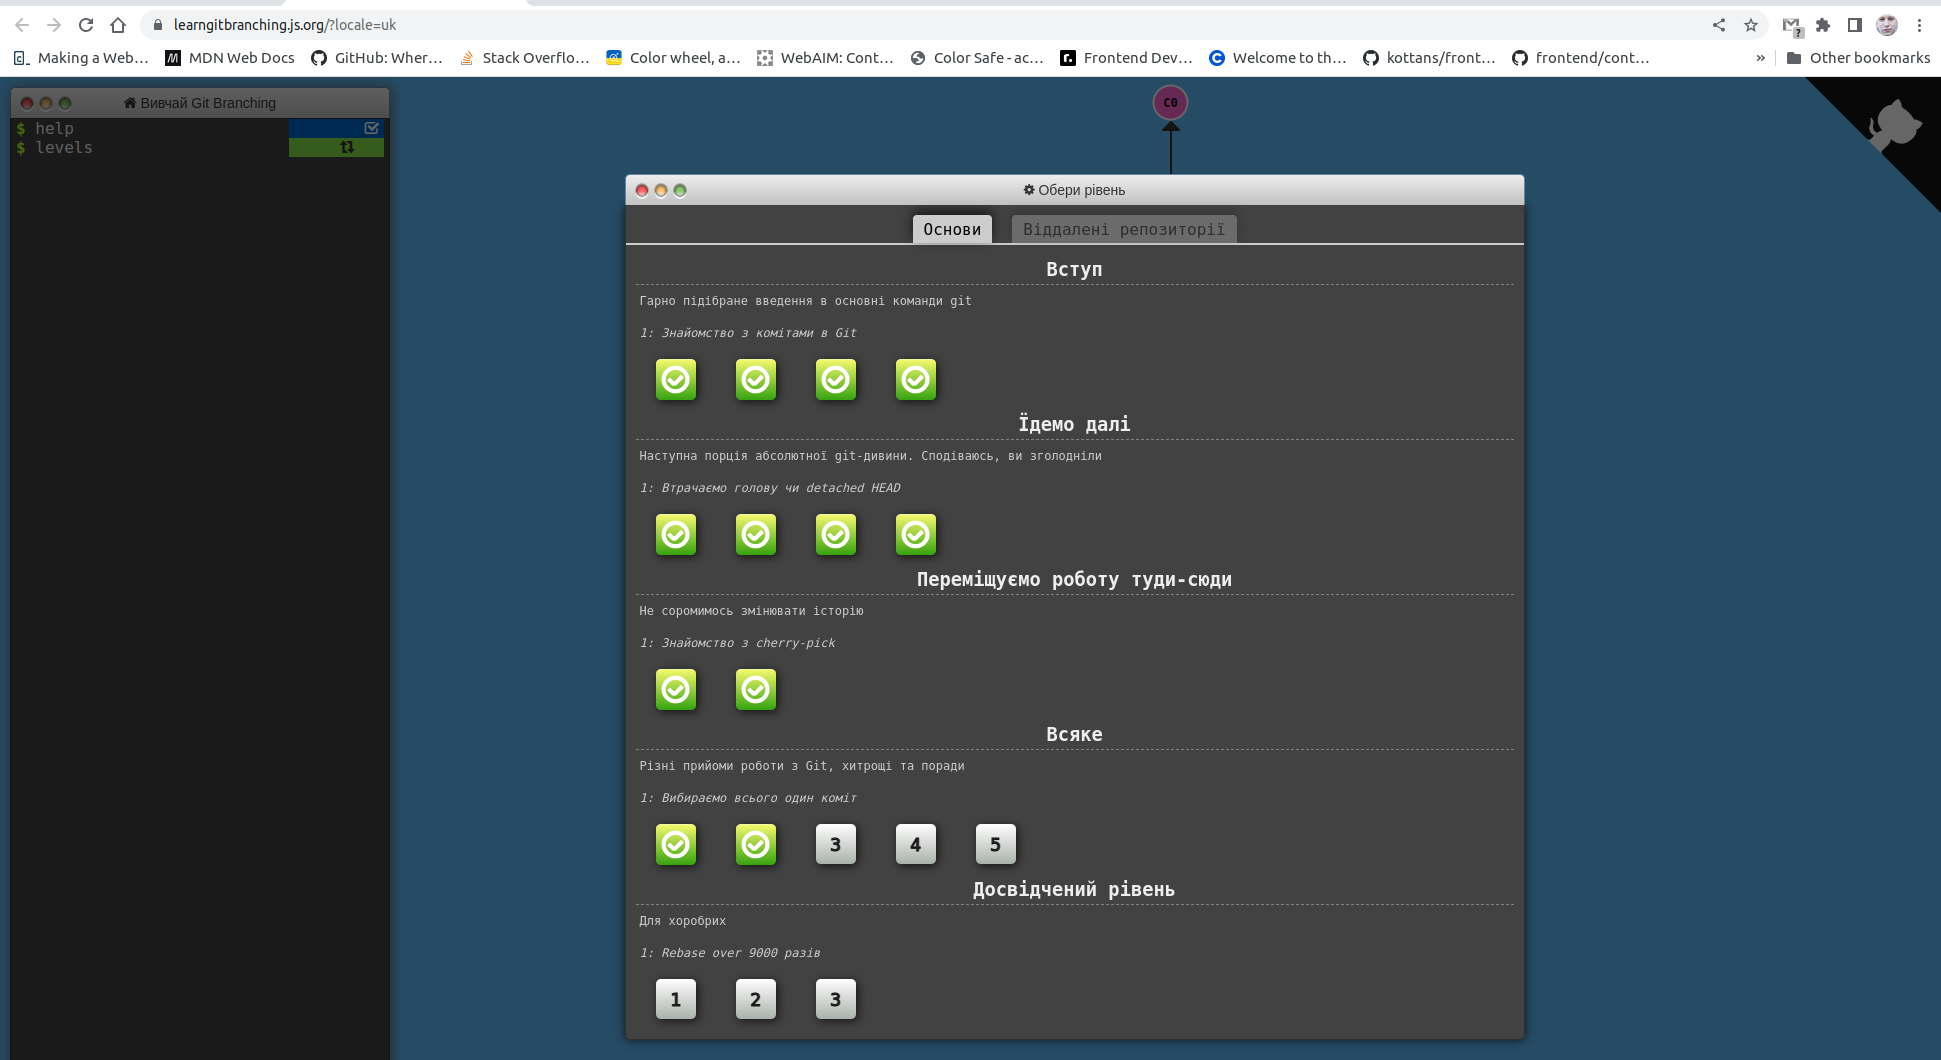 learngitbranching.js.org/?locale=uk
Making a Web… MDN Web Docs GitHub: Wher… Stack Overflo… Color wheel, a… WebAIM: Cont… Color Safe - ac… Frontend Dev… Welcome to th… kottans/front… frontend/cont… » Other bookmarks
Вивчай Git Branching
$ help
$ levels
C0
Обери рівень
Основи Віддалені репозиторії
Вступ
Гарно підібране введення в основні команди git
1: Знайомство з комітами в Git
Їдемо далі
Наступна порція абсолютної git-дивини. Сподіваюсь, ви зголодніли
1: Втрачаємо голову чи detached HEAD
Переміщуємо роботу туди-сюди
Не соромимось змінювати історію
1: Знайомство з cherry-pick
Всяке
Різні прийоми роботи з Git, хитрощі та поради
1: Вибираємо всього один коміт
3 4 5
Досвідчений рівень
Для хоробрих
1: Rebase over 9000 разів
1 2 3